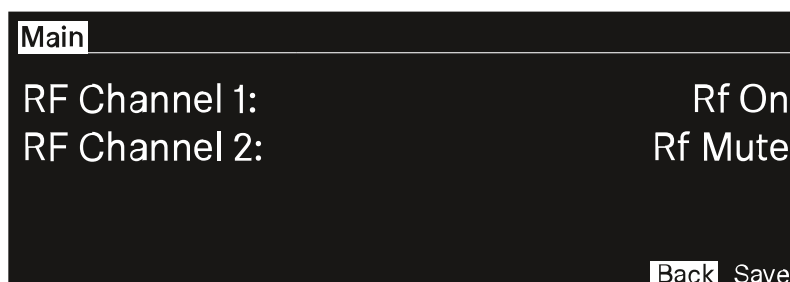 Main
RF Channel 1: Rf On
RF Channel 2: Rf Mute
Back Save